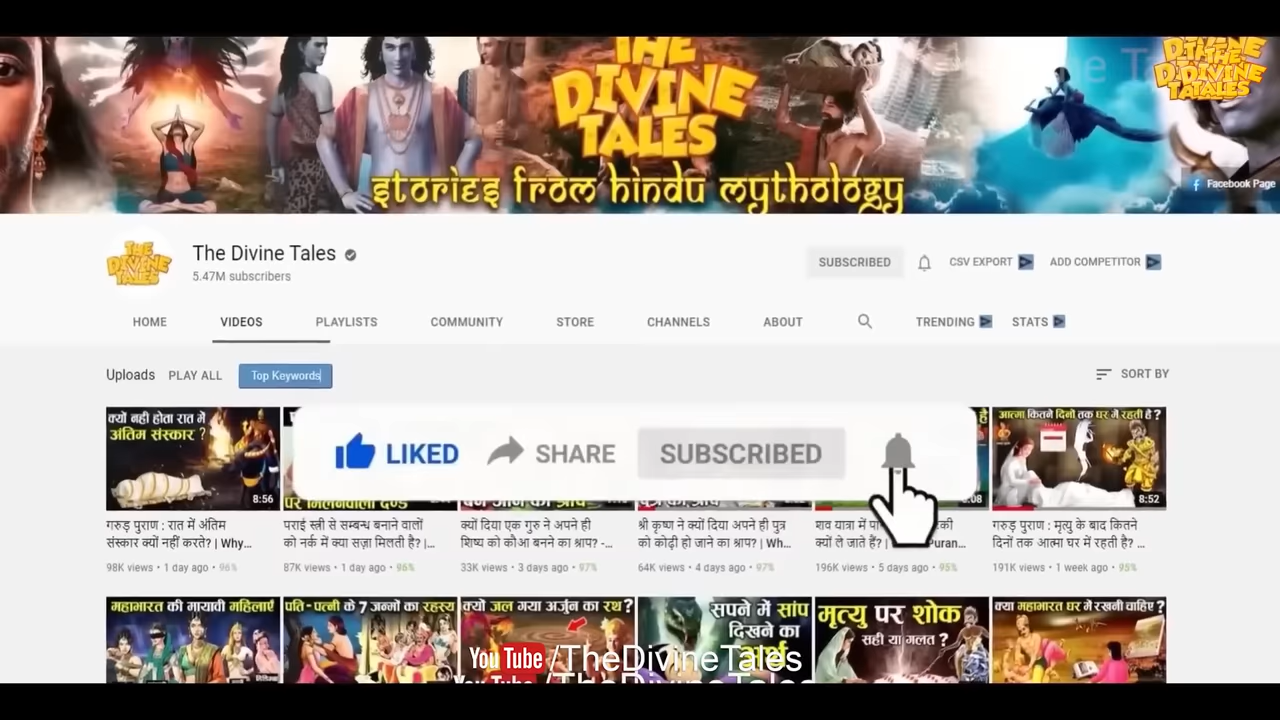 THE
DIVINE
TALES
stories from hindu mythology
Facebook Page
The Divine Tales
5.47M subscribers
SUBSCRIBED
CSV EXPORT
ADD COMPETITOR
HOME
VIDEOS
PLAYLISTS
COMMUNITY
STORE
CHANNELS
ABOUT
TRENDING
STATS
Uploads
PLAY ALL
Top Keywords
SORT BY
क्यों नही होता रात में
अंतिम संस्कार ?
8:56
आत्मा कितने दिनों तक घर में रहती है ?
8:52
LIKED
SHARE
SUBSCRIBED
गरुड़ पुराण : रात में अंतिम
संस्कार क्यों नहीं करते? | Why...
98K views • 1 day ago • 96%
पराई स्त्री से सम्बन्ध बनाने वालों
को नर्क में क्या सज़ा मिलती है? |...
87K views • 1 day ago • 96%
क्यों दिया एक गुरु ने अपने ही
शिष्य को कौआ बनने का श्राप? -...
33K views • 3 days ago • 97%
श्री कृष्ण ने क्यों दिया अपने ही पुत्र
को कोढ़ी हो जाने का श्राप? | Wh...
64K views • 4 days ago • 97%
शव यात्रा में
क्यों ले जाते हैं? |
196K views • 5 days ago • 95%
गरुड़ पुराण : मृत्यु के बाद कितने
दिनों तक आत्मा घर में रहती है? ...
191K views • 1 week ago • 95%
महाभारत की मायावी महिलाएँ
पति-पत्नी के 7 जन्मों का रहस्य
क्यों जल गया अर्जुन का रथ?
सपने में सांप
दिखने का
अर्थ
मृत्यु पर शोक
सही या गलत ?
क्या महाभारत घर में रखनी चाहिए ?
YouTube /TheDivineTales